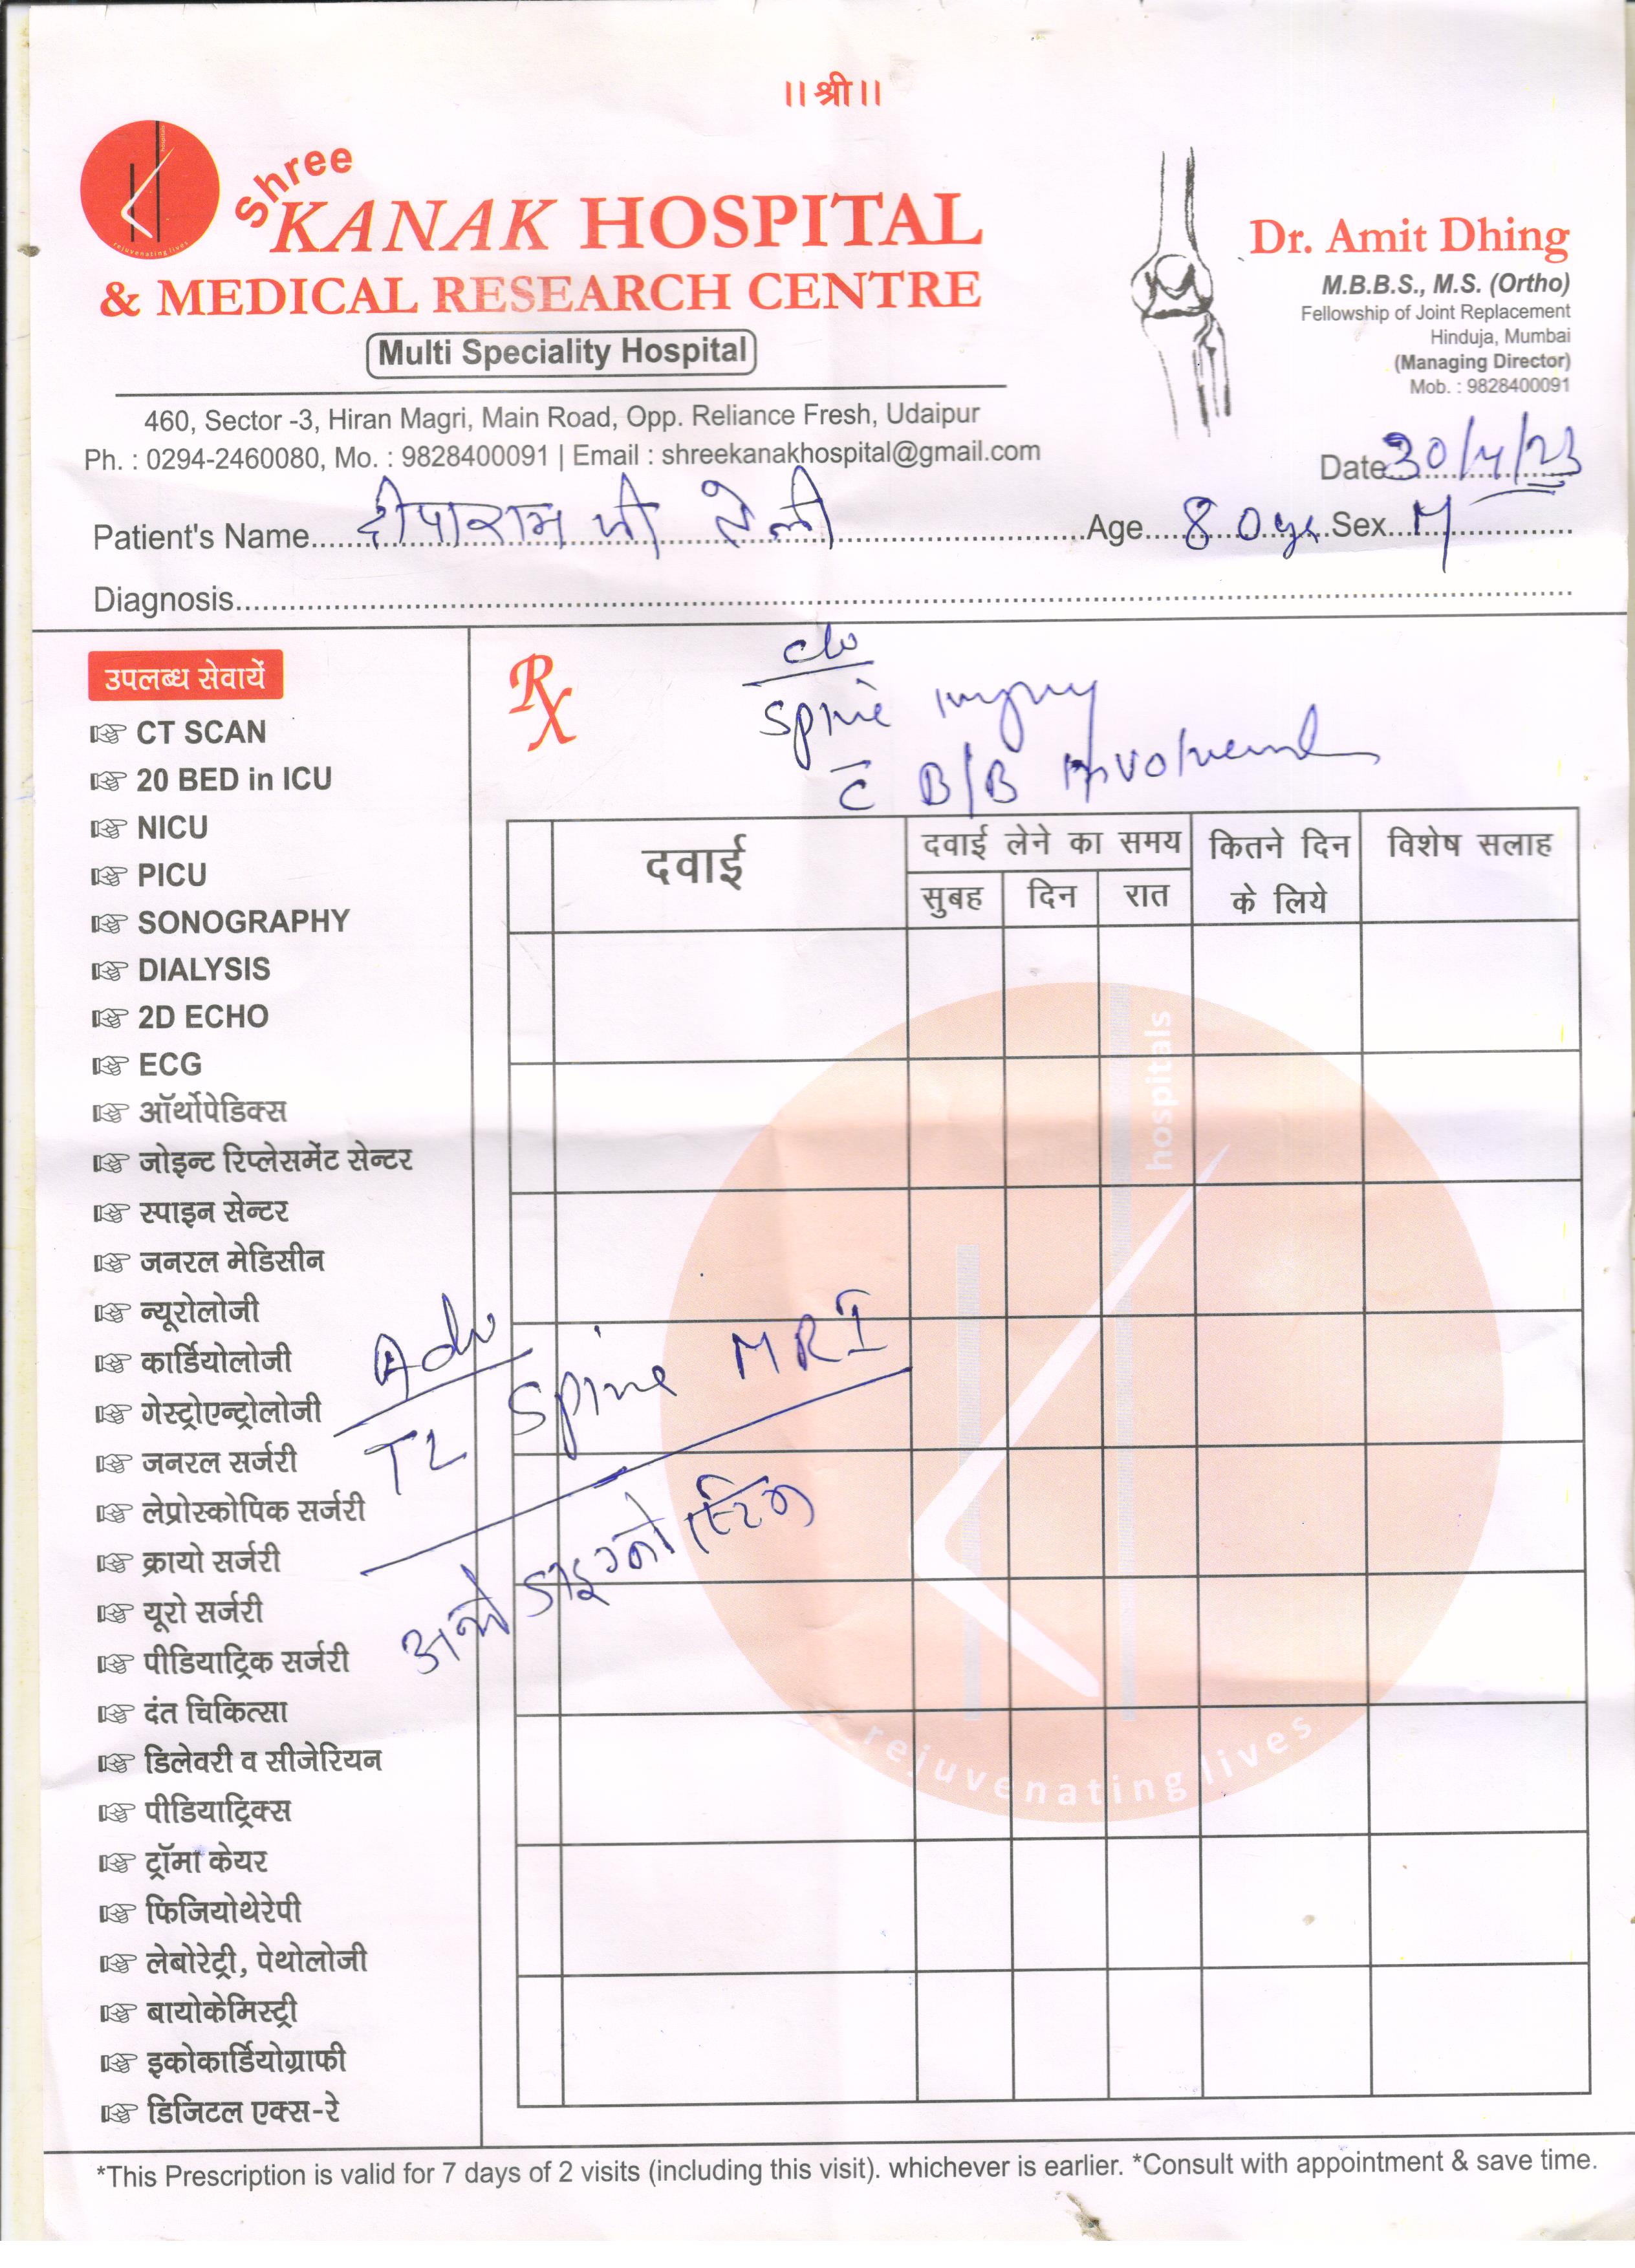 ।। श्री ।।
Shree
KANAK HOSPITAL
& MEDICAL RESEARCH CENTRE
Multi Speciality Hospital
460, Sector -3, Hiran Magri, Main Road, Opp. Reliance Fresh, Udaipur
Ph. : 0294-2460080, Mo. : 9828400091 | Email : shreekanakhospital@gmail.com
rejuvenating lives
hospitals
Dr. Amit Dhing
M.B.B.S., M.S. (Ortho)
Fellowship of Joint Replacement
Hinduja, Mumbai
(Managing Director)
Mob. : 9828400091
Date 30/4/23
Patient's Name दीपाराम जी तेली Age 80 yrs Sex M
Diagnosis
उपलब्ध सेवायें
CT SCAN
20 BED in ICU
NICU
PICU
SONOGRAPHY
DIALYSIS
2D ECHO
ECG
ऑर्थोपेडिक्स
जोइन्ट रिप्लेसमेंट सेन्टर
स्पाइन सेन्टर
जनरल मेडिसीन
न्यूरोलोजी
कार्डियोलोजी
गेस्ट्रोएन्ट्रोलोजी
जनरल सर्जरी
लेप्रोस्कोपिक सर्जरी
क्रायो सर्जरी
यूरो सर्जरी
पीडियाट्रिक सर्जरी
दंत चिकित्सा
डिलेवरी व सीजेरियन
पीडियाट्रिक्स
ट्रॉमा केयर
फिजियोथेरेपी
लेबोरेट्री, पेथोलोजी
बायोकेमिस्ट्री
इकोकार्डियोग्राफी
डिजिटल एक्स-रे
Rx
c/o
Spine injury
c̄ B/B involvement
दवाई
दवाई लेने का समय
सुबह दिन रात
कितने दिन के लिये
विशेष सलाह
Adv
TL Spine MRI
डाइग्नोस्टिक
hospitals
rejuvenating lives
*This Prescription is valid for 7 days of 2 visits (including this visit). whichever is earlier. *Consult with appointment & save time.